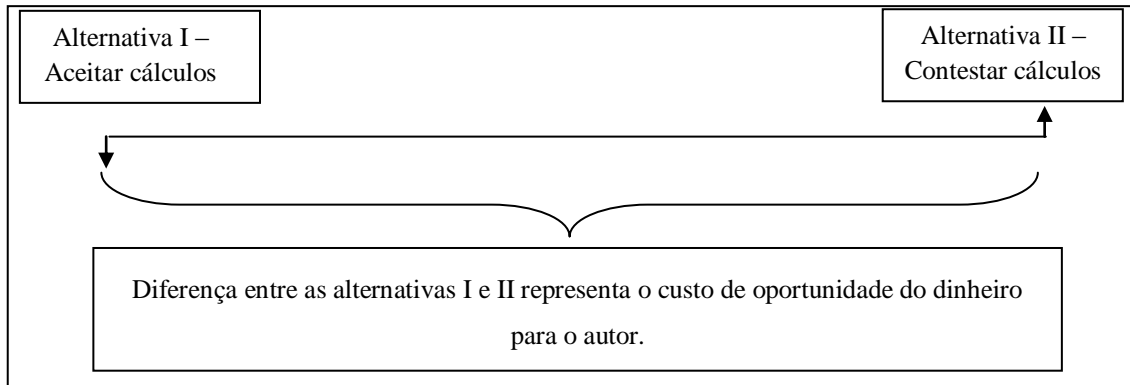 Alternativa I –
Aceitar cálculos
Alternativa II –
Contestar cálculos
Diferença entre as alternativas I e II representa o custo de oportunidade do dinheiro
para o autor.